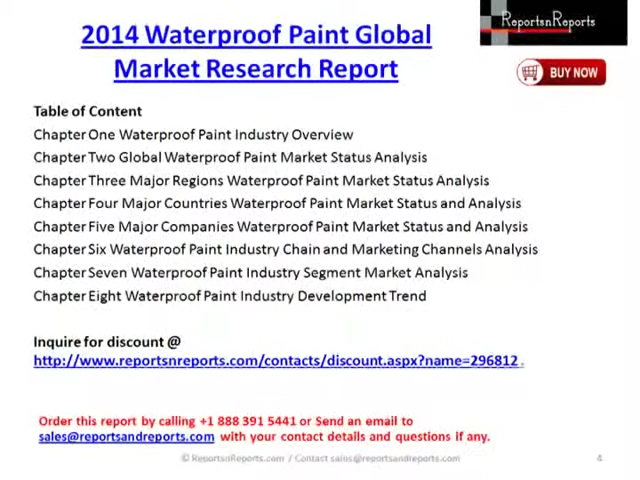 2014 Waterproof Paint Global
Market Research Report
ReportsnReports
BUY NOW
Table of Content
Chapter One Waterproof Paint Industry Overview
Chapter Two Global Waterproof Paint Market Status Analysis
Chapter Three Major Regions Waterproof Paint Market Status Analysis
Chapter Four Major Countries Waterproof Paint Market Status and Analysis
Chapter Five Major Companies Waterproof Paint Market Status and Analysis
Chapter Six Waterproof Paint Industry Chain and Marketing Channels Analysis
Chapter Seven Waterproof Paint Industry Segment Market Analysis
Chapter Eight Waterproof Paint Industry Development Trend
Inquire for discount @
http://www.reportsnreports.com/contacts/discount.aspx?name=296812 .
Order this report by calling +1 888 391 5441 or Send an email to
sales@reportsandreports.com with your contact details and questions if any.
© ReportsnReports.com / Contact sales@reportsandreports.com
4